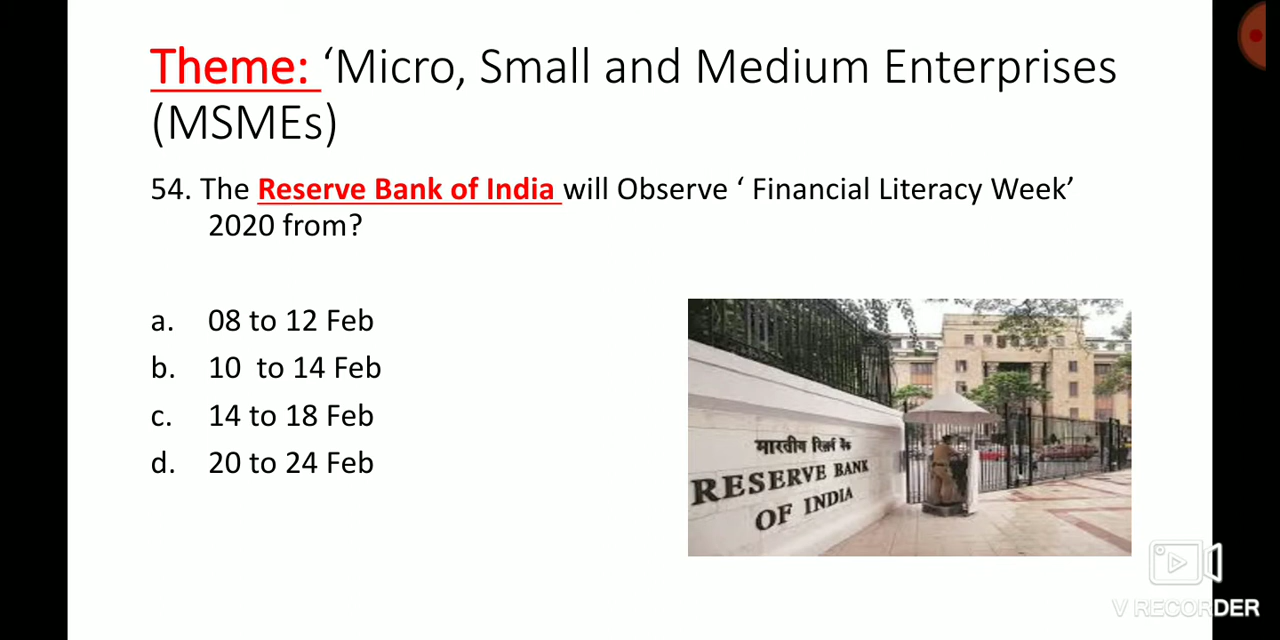 Theme: ‘Micro, Small and Medium Enterprises
(MSMEs)
54. The Reserve Bank of India will Observe ‘ Financial Literacy Week’
2020 from?
a. 08 to 12 Feb
b. 10 to 14 Feb
c. 14 to 18 Feb
d. 20 to 24 Feb
भारतीय रिज़र्व बैंक
RESERVE BANK
OF INDIA
V RECORDER